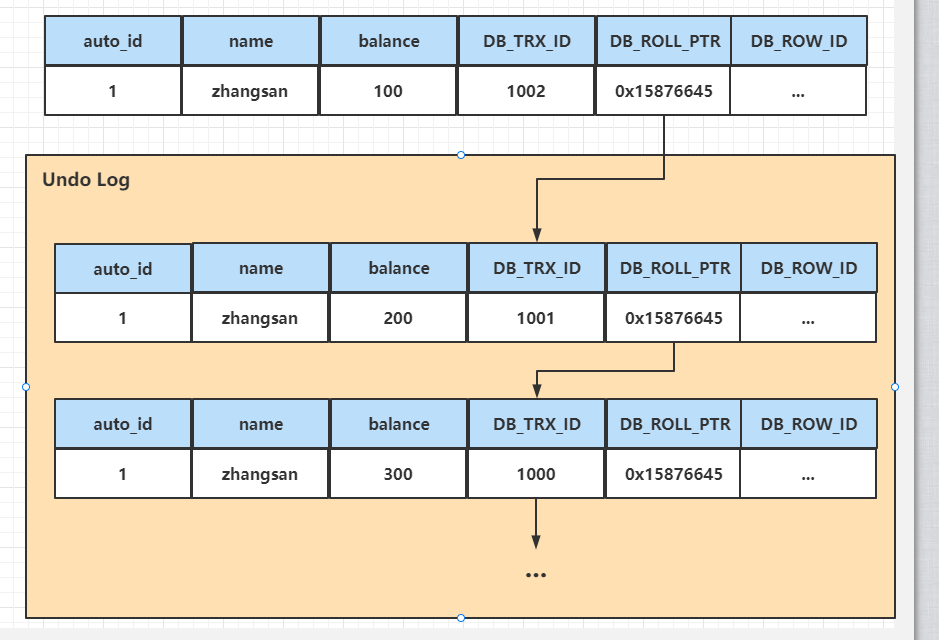 auto_id name balance DB_TRX_ID DB_ROLL_PTR DB_ROW_ID
1 zhangsan 100 1002 0x15876645 ...
Undo Log
auto_id name balance DB_TRX_ID DB_ROLL_PTR DB_ROW_ID
1 zhangsan 200 1001 0x15876645 ...
auto_id name balance DB_TRX_ID DB_ROLL_PTR DB_ROW_ID
1 zhangsan 300 1000 0x15876645 ...
...